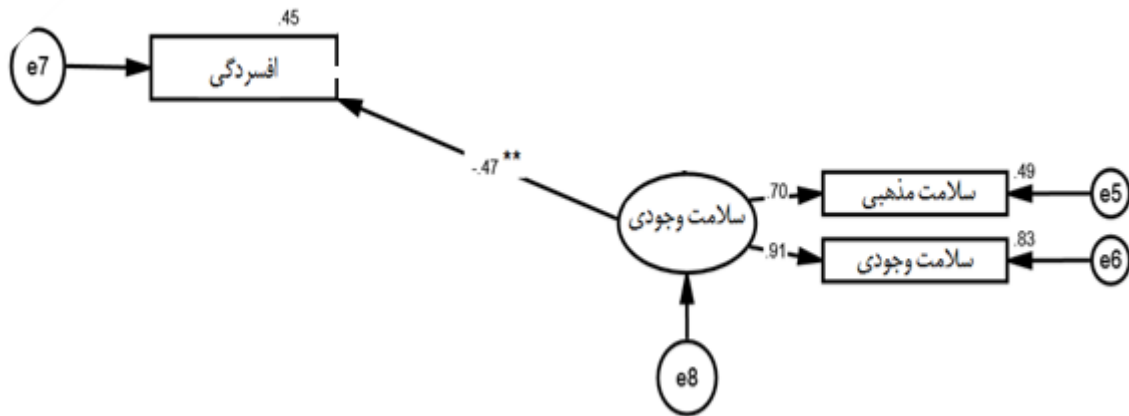 .45
e7
افسردگی
-.47 **
سلامت وجودی
.70
سلامت مذهبی
.49
e5
.91
سلامت وجودی
.83
e6
e8